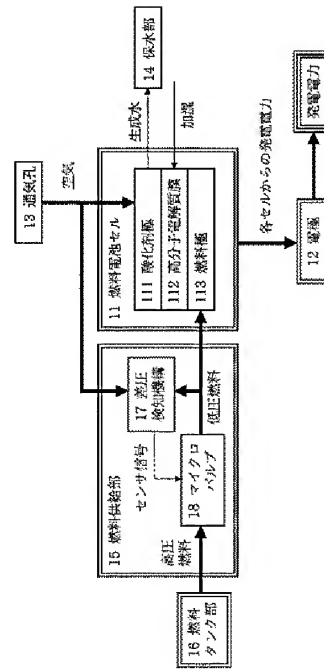 13 通気孔
空気
生成水
14 保水部
加湿
11 燃料電池セル
111 酸化剤極
112 高分子電解質膜
113 燃料極
15 燃料供給部
17 差圧
検知機構
センサ信号
18 マイクロ
バルブ
低圧燃料
高圧
燃料
16 燃料
タンク部
各セルからの発電電力
12 電極
発電電力